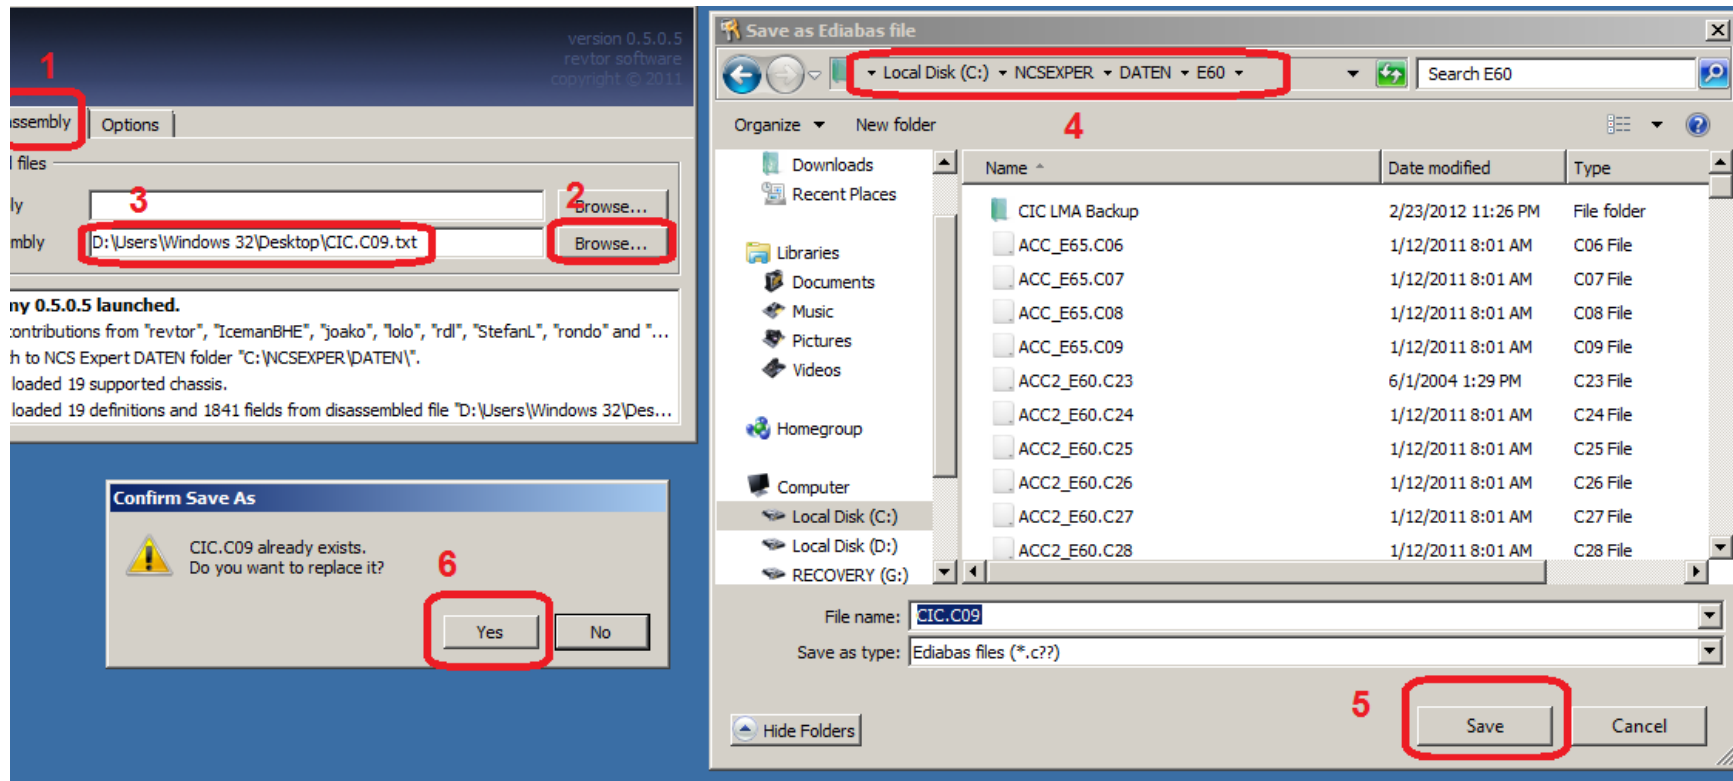 version 0.5.0.5
revtor software
copyright © 2011
1
assembly
Options
files
3
2
ly
Browse...
mbly
D:\Users\Windows 32\Desktop\CIC.C09.txt
Browse...
my 0.5.0.5 launched.
contributions from "revtor", "IcemanBHE", "joako", "lolo", "rdl", "StefanL", "rondo" and "...
h to NCS Expert DATEN folder "C:\NCSEXPER\DATEN\".
loaded 19 supported chassis.
loaded 19 definitions and 1841 fields from disassembled file "D:\Users\Windows 32\Des...
Confirm Save As
CIC.C09 already exists.
Do you want to replace it?
6
Yes
No
Save as Ediabas file
Local Disk (C:)
NCSEXPER
DATEN
E60
Search E60
Organize
New folder
4
Downloads
Recent Places
Libraries
Documents
Music
Pictures
Videos
Homegroup
Computer
Local Disk (C:)
Local Disk (D:)
RECOVERY (G:)
Name Date modified Type
CIC LMA Backup 2/23/2012 11:26 PM File folder
ACC_E65.C06 1/12/2011 8:01 AM C06 File
ACC_E65.C07 1/12/2011 8:01 AM C07 File
ACC_E65.C08 1/12/2011 8:01 AM C08 File
ACC_E65.C09 1/12/2011 8:01 AM C09 File
ACC2_E60.C23 6/1/2004 1:29 PM C23 File
ACC2_E60.C24 1/12/2011 8:01 AM C24 File
ACC2_E60.C25 1/12/2011 8:01 AM C25 File
ACC2_E60.C26 1/12/2011 8:01 AM C26 File
ACC2_E60.C27 1/12/2011 8:01 AM C27 File
ACC2_E60.C28 1/12/2011 8:01 AM C28 File
File name: CIC.C09
Save as type: Ediabas files (*.c??)
5
Hide Folders
Save
Cancel